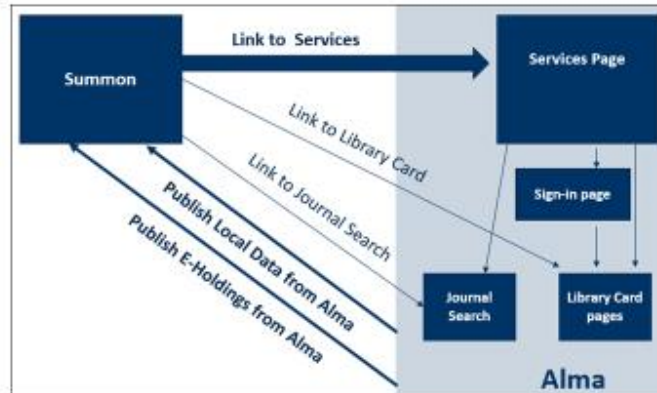 Link to Services
Summon
Services Page
Link to Library Card
Link to Journal Search
Publish Local Data from Alma
Publish E-Holdings from Alma
Sign-in page
Journal
Search
Library Card
pages
Alma